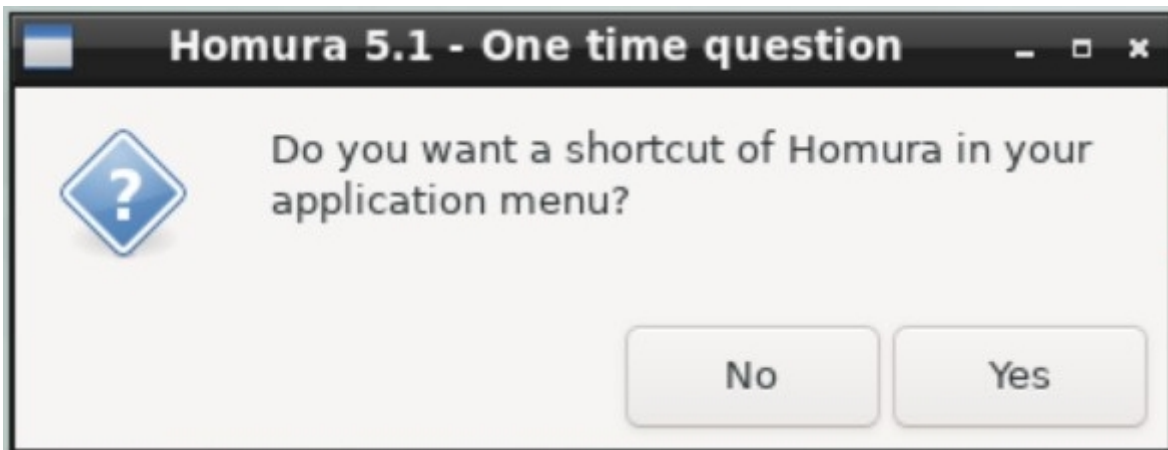 Homura 5.1 - One time question
Do you want a shortcut of Homura in your
application menu?
No
Yes